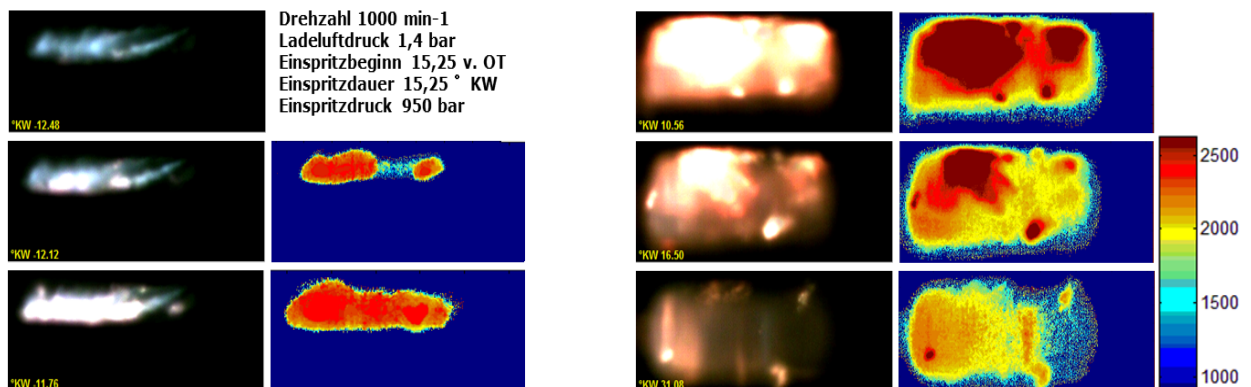 Drehzahl 1000 min-1
Ladeluftdruck 1,4 bar
Einspritzbeginn 15,25 v. OT
Einspritzdauer 15,25 ° KW
Einspritzdruck 950 bar
°KW -12.48
°KW -12.12
°KW -11.76
°KW 10.56
°KW 16.50
°KW 31.08
2500
2000
1500
1000